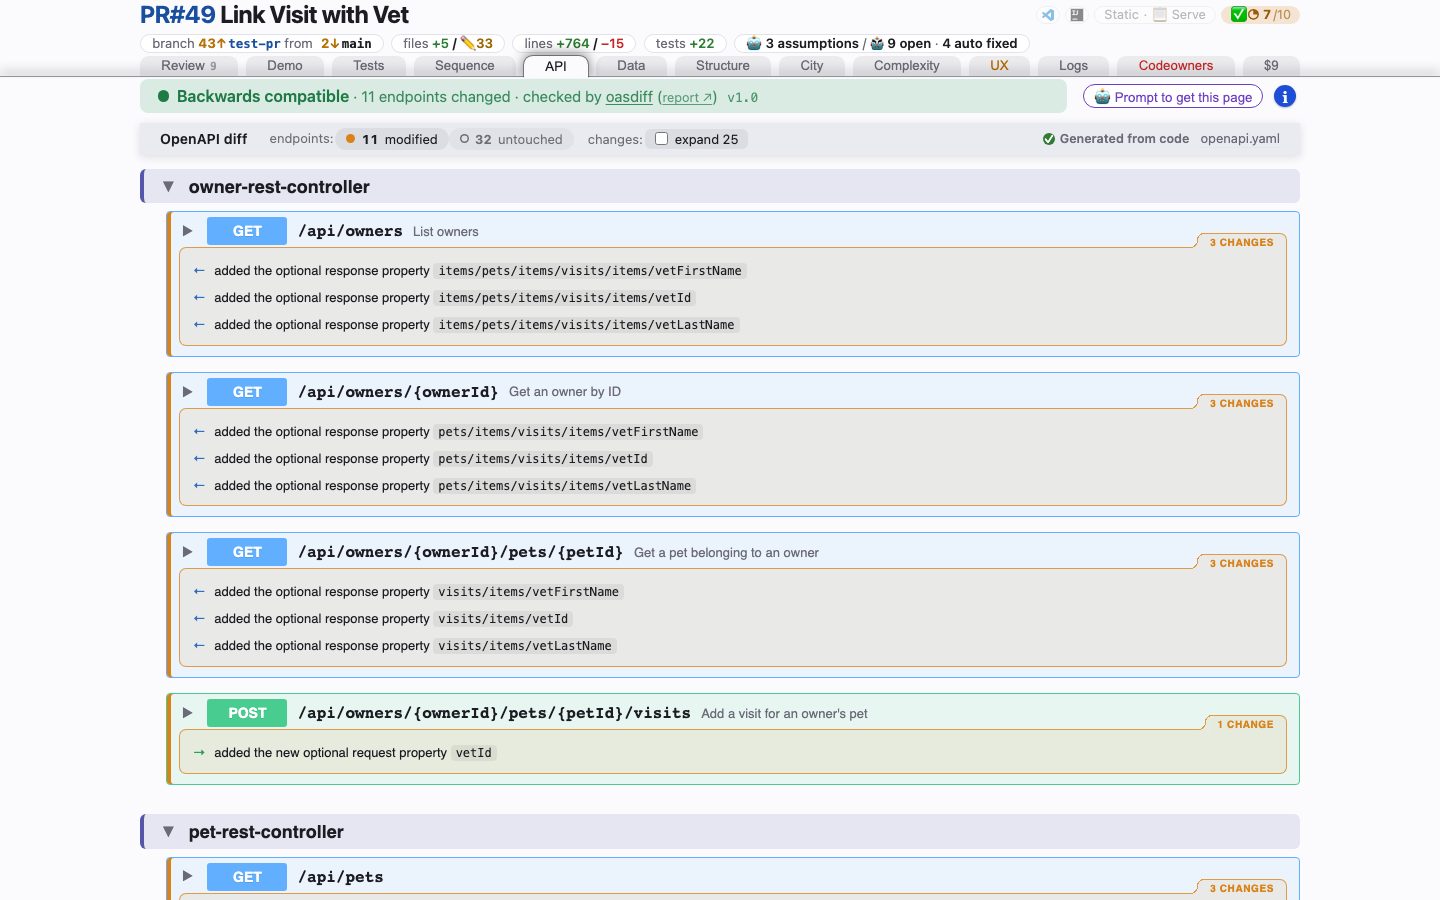 PR#49 Link Visit with Vet
Static · Serve
7/10
branch 43↑ test-pr from 2↓ main
files +5 / 33
lines +764 / −15
tests +22
3 assumptions / 9 open · 4 auto fixed
Review 9
Demo
Tests
Sequence
API
Data
Structure
City
Complexity
UX
Logs
Codeowners
$9
Backwards compatible · 11 endpoints changed · checked by oasdiff (report ↗) v1.0
Prompt to get this page
i
OpenAPI diff endpoints: 11 modified 32 untouched changes: expand 25
Generated from code openapi.yaml
▼ owner-rest-controller
▶ GET /api/owners List owners
3 CHANGES
← added the optional response property items/pets/items/visits/items/vetFirstName
← added the optional response property items/pets/items/visits/items/vetId
← added the optional response property items/pets/items/visits/items/vetLastName
▶ GET /api/owners/{ownerId} Get an owner by ID
3 CHANGES
← added the optional response property pets/items/visits/items/vetFirstName
← added the optional response property pets/items/visits/items/vetId
← added the optional response property pets/items/visits/items/vetLastName
▶ GET /api/owners/{ownerId}/pets/{petId} Get a pet belonging to an owner
3 CHANGES
← added the optional response property visits/items/vetFirstName
← added the optional response property visits/items/vetId
← added the optional response property visits/items/vetLastName
▶ POST /api/owners/{ownerId}/pets/{petId}/visits Add a visit for an owner's pet
1 CHANGE
→ added the new optional request property vetId
▼ pet-rest-controller
▶ GET /api/pets
3 CHANGES